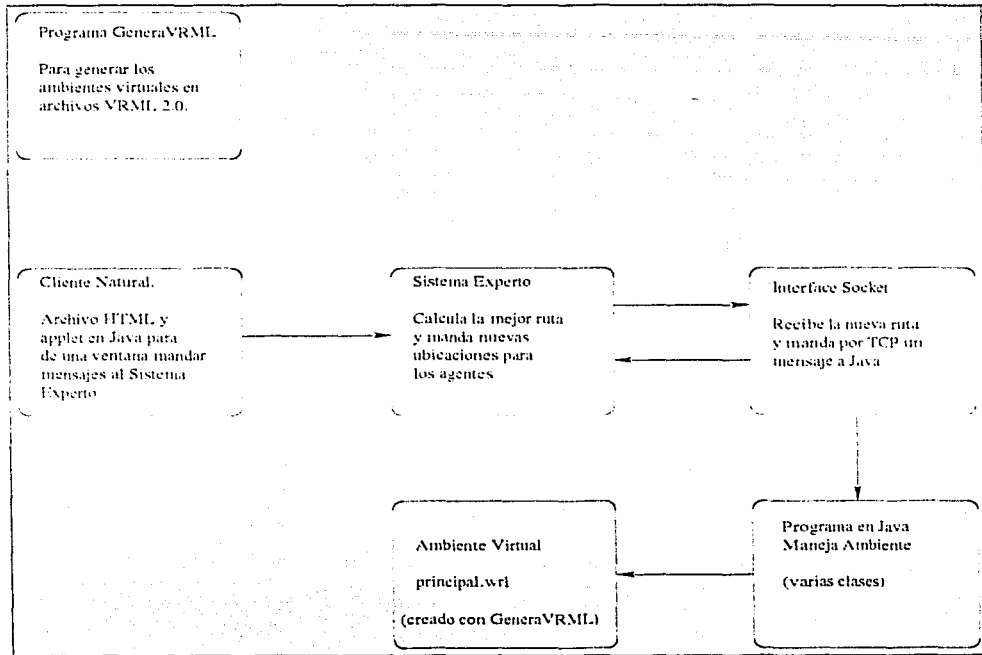 Programa GeneraVRML
Para generar los
ambientes virtuales en
archivos VRML 2.0.
Cliente Natural.
Archivo HTML y
applet en Java para
de una ventana mandar
mensajes al Sistema
Experto
Sistema Experto
Calcula la mejor ruta
y manda nuevas
ubicaciones para
los agentes
Interface Socket
Recibe la nueva ruta
y manda por TCP un
mensaje a Java
Ambiente Virtual
principal.wrl
(creado con GeneraVRML)
Programa en Java
Maneja Ambiente
(varias clases)